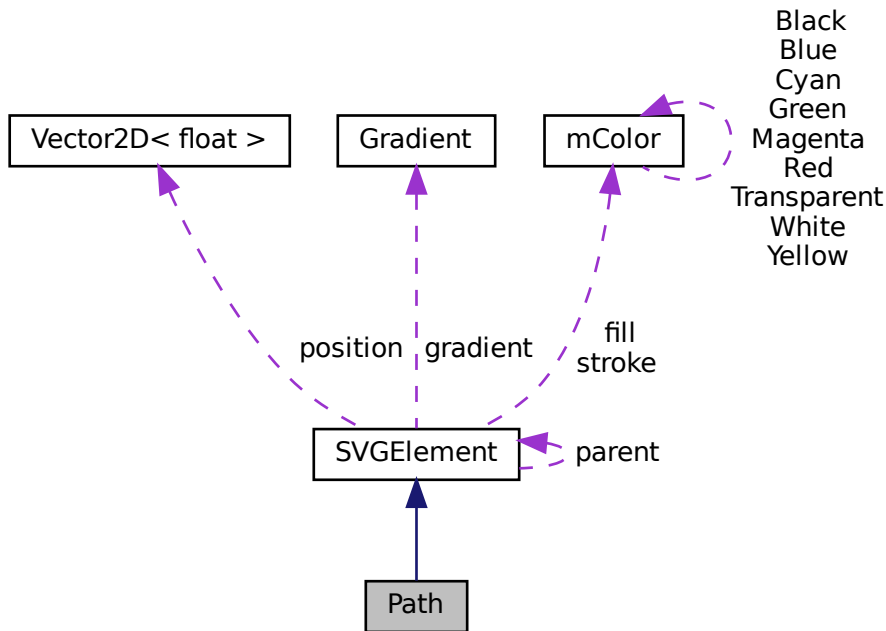 Black
Blue
Cyan
Green
Magenta
Red
Transparent
White
Yellow
Vector2D< float >
Gradient
mColor
position
gradient
fill
stroke
SVGElement
parent
Path